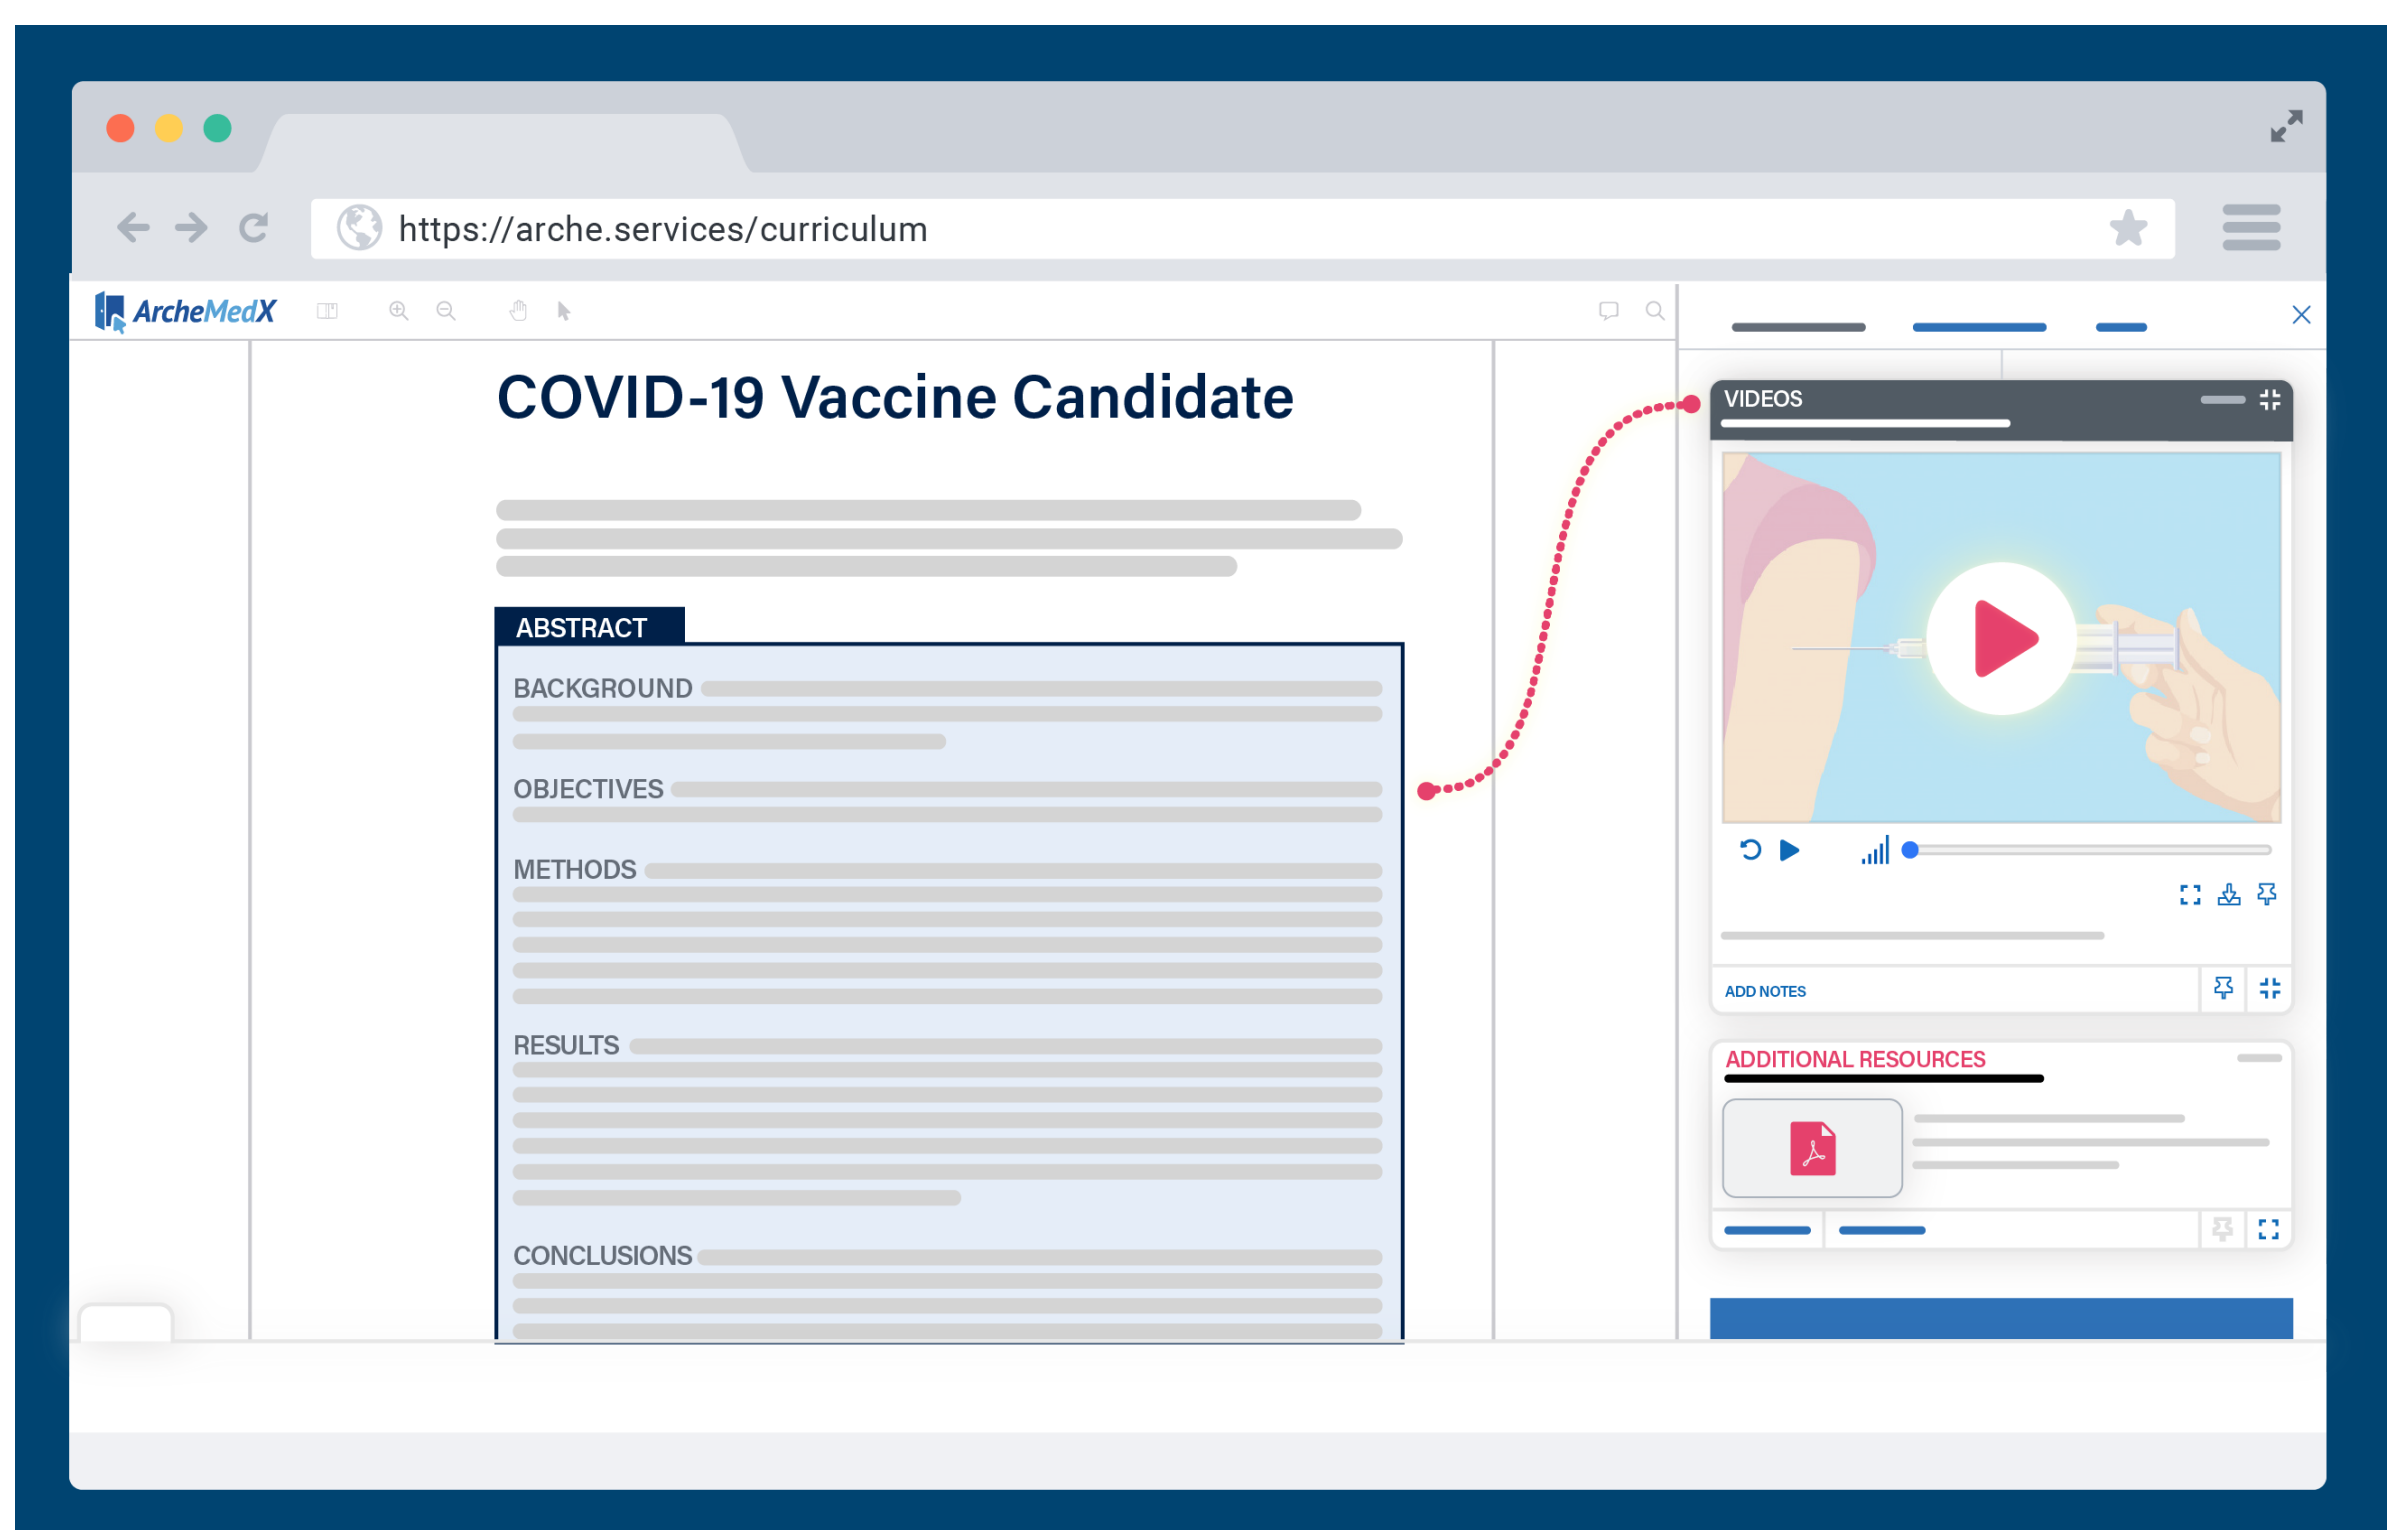 https://arche.services/curriculum
ArcheMedX
COVID-19 Vaccine Candidate
ABSTRACT
BACKGROUND
OBJECTIVES
METHODS
RESULTS
CONCLUSIONS
VIDEOS
ADD NOTES
ADDITIONAL RESOURCES